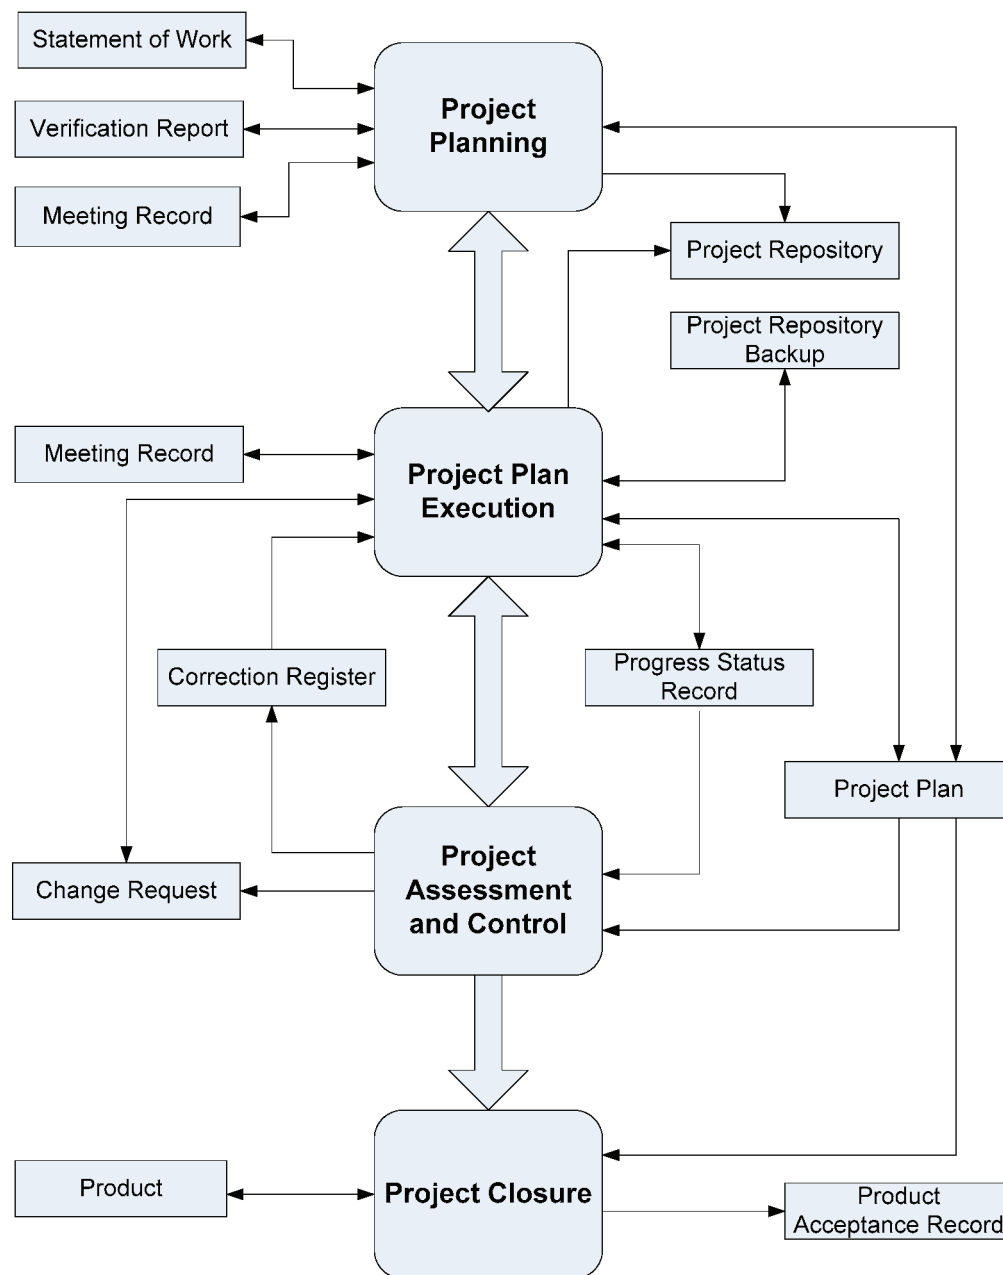 Statement of Work
Project
Planning
Verification Report
Meeting Record
Project Repository
Project Repository
Backup
Meeting Record
Project Plan
Execution
Correction Register
Progress Status
Record
Project Plan
Project
Assessment
and Control
Change Request
Product
Project Closure
Product
Acceptance Record